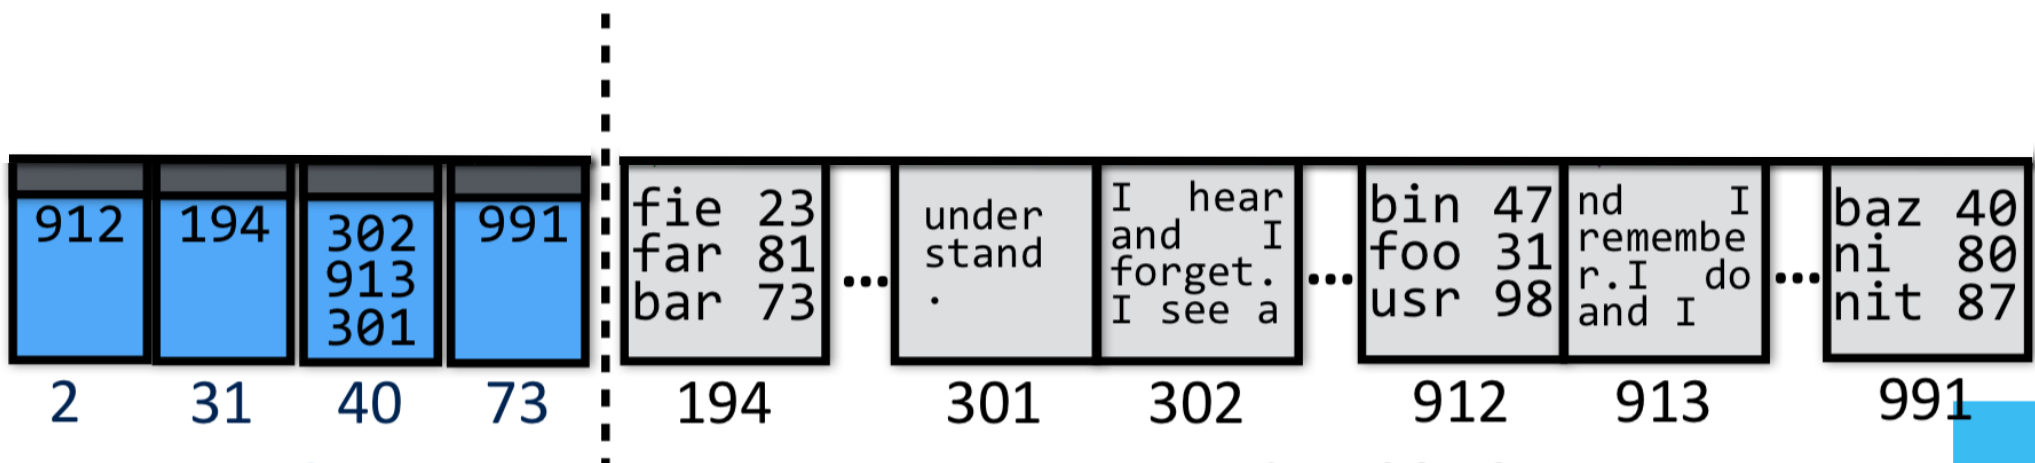 912
194
302
913
301
991
fie 23
far 81
bar 73
...
under
stand
.
I hear
and I
forget.
I see a
...
bin 47
foo 31
usr 98
nd I
remembe
r.I do
and I
...
baz 40
ni 80
nit 87
2 31 40 73 194 301 302 912 913 991